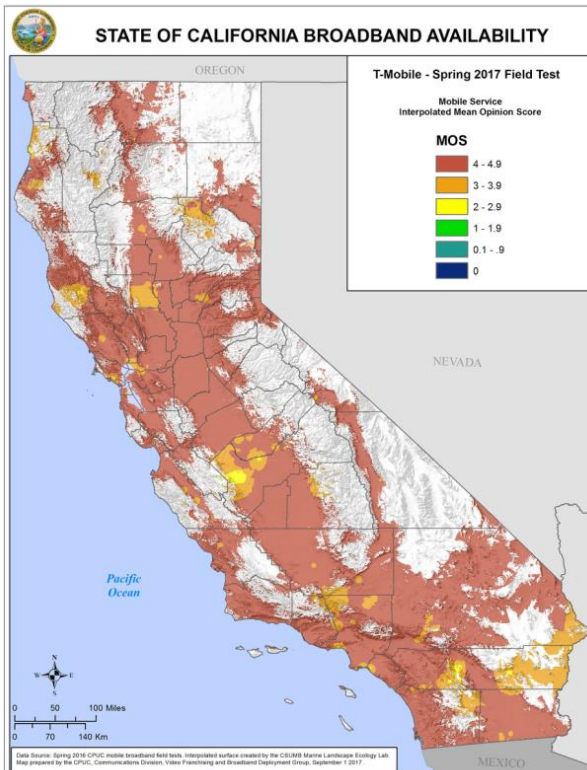 STATE OF CALIFORNIA BROADBAND AVAILABILITY
OREGON
T-Mobile - Spring 2017 Field Test
Mobile Service
Interpolated Mean Opinion Score
MOS
4 - 4.9
3 - 3.9
2 - 2.9
1 - 1.9
0.1 - .9
0
NEVADA
Pacific
Ocean
N
W
E
S
0 50 100 Miles
0 70 140 Km
MEXICO
Data Source: Spring 2016 CPUC mobile broadband field tests. Interpolated surface created by the CSUMB Marine Landscape Ecology Lab.
Map prepared by the CPUC, Communications Division, Video Franchising and Broadband Deployment Group, September 1 2017